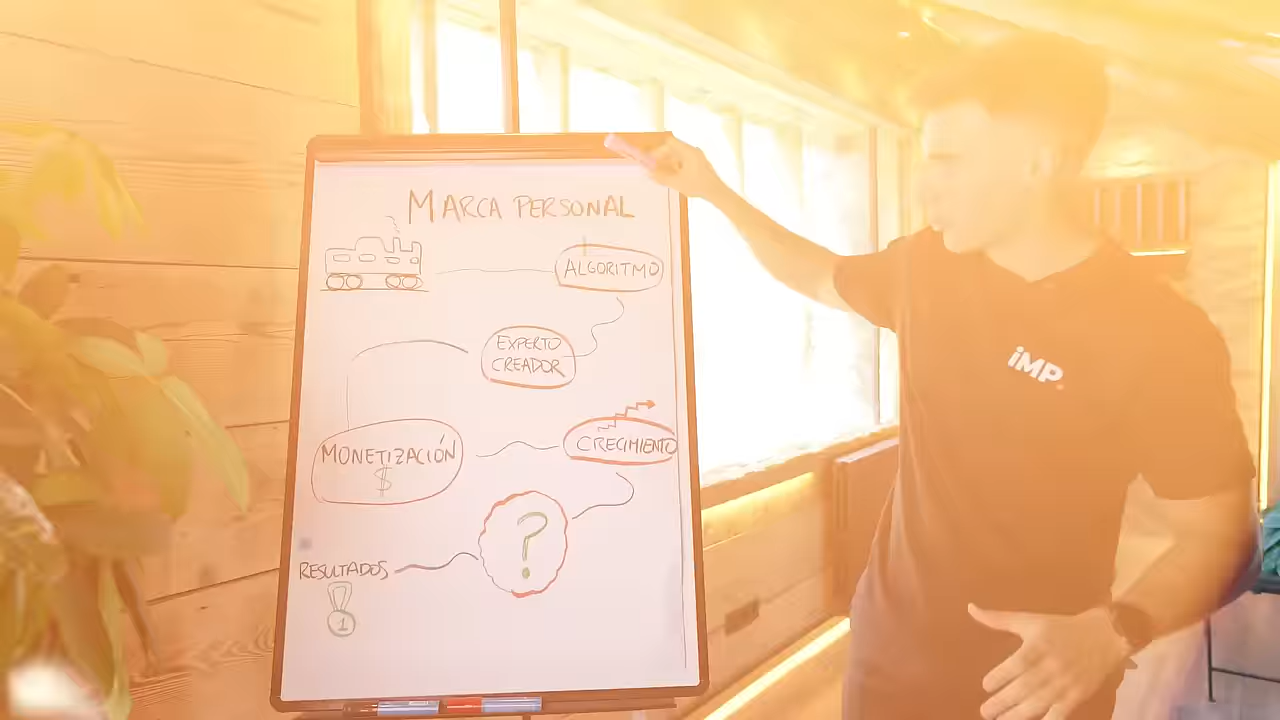 MARCA PERSONAL
ALGORITMO
EXPERTO
CREADOR
MONETIZACIÓN
$
CRECIMIENTO
?
RESULTADOS
1
iMP.